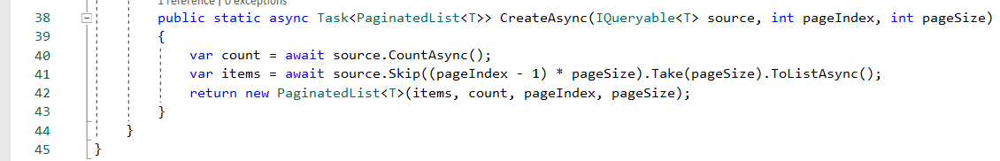 1 reference | 0 exceptions
38 public static async Task<PaginatedList<T>> CreateAsync(IQueryable<T> source, int pageIndex, int pageSize)
39 {
40 var count = await source.CountAsync();
41 var items = await source.Skip((pageIndex - 1) * pageSize).Take(pageSize).ToListAsync();
42 return new PaginatedList<T>(items, count, pageIndex, pageSize);
43 }
44 }
45 }